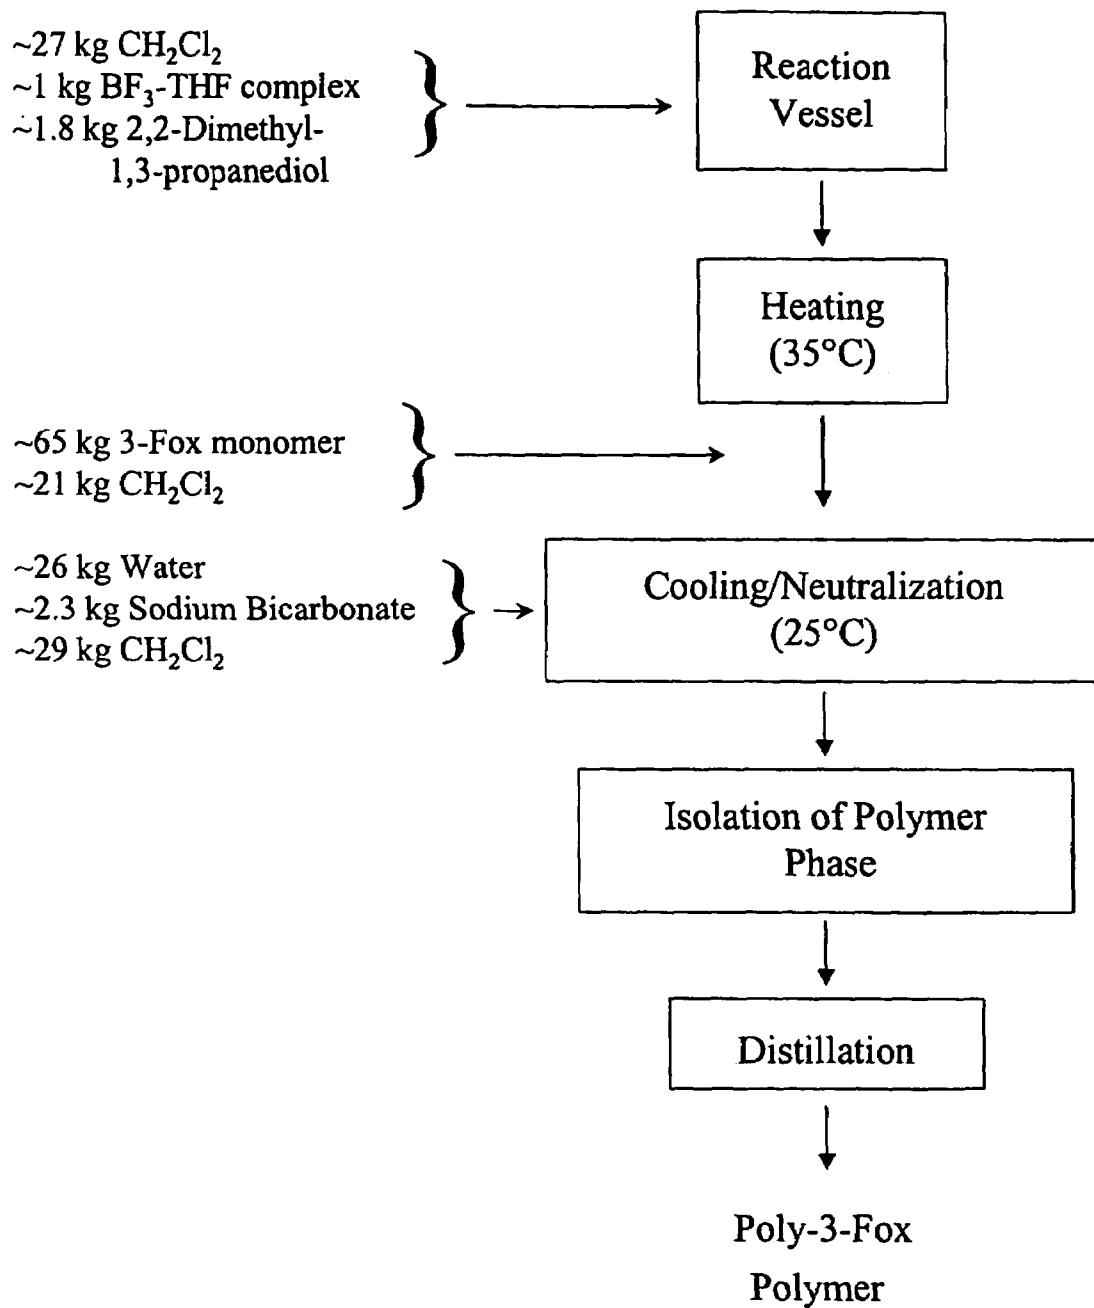 ~27 kg CH₂Cl₂
~1 kg BF₃-THF complex
~1.8 kg 2,2-Dimethyl-
1,3-propanediol
Reaction
Vessel
Heating
(35°C)
~65 kg 3-Fox monomer
~21 kg CH₂Cl₂
~26 kg Water
~2.3 kg Sodium Bicarbonate
~29 kg CH₂Cl₂
Cooling/Neutralization
(25°C)
Isolation of Polymer
Phase
Distillation
Poly-3-Fox
Polymer